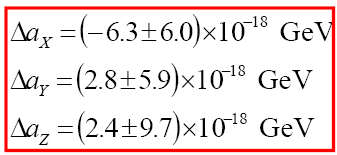 Δa_X = (−6.3±6.0)×10⁻¹⁸ GeV
Δa_Y = (2.8±5.9)×10⁻¹⁸ GeV
Δa_Z = (2.4±9.7)×10⁻¹⁸ GeV